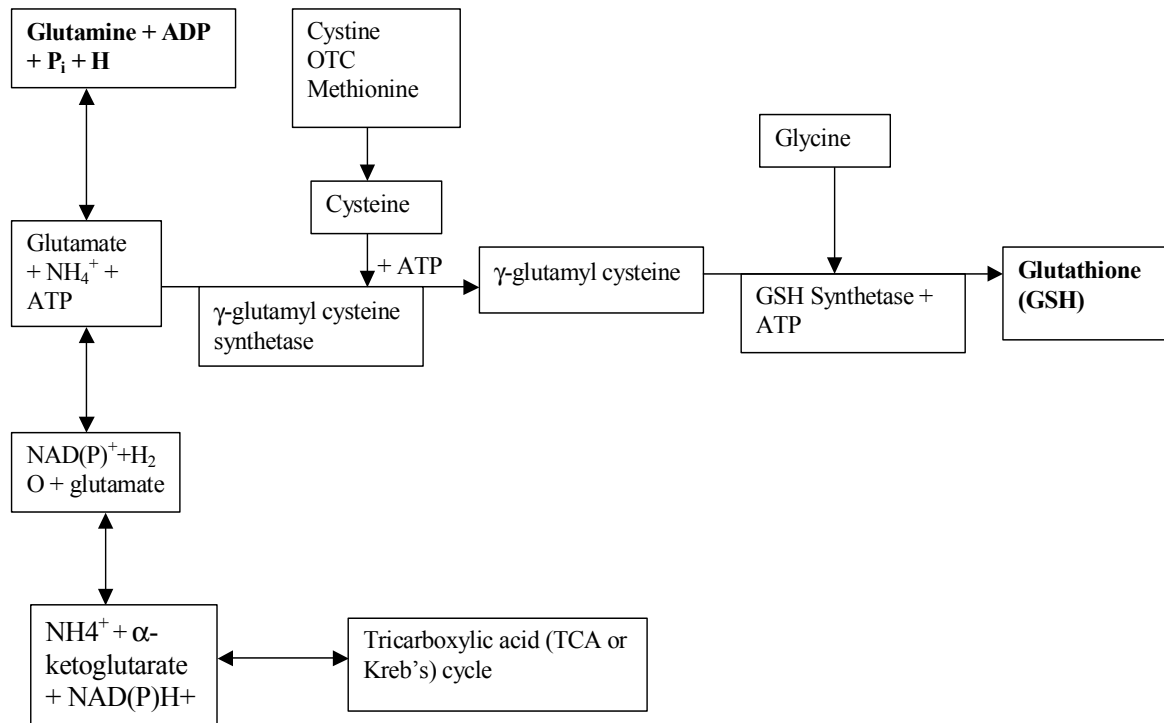 Glutamine + ADP
+ Pᵢ + H
Cystine
OTC
Methionine
Glycine
Cysteine
Glutamate
+ NH₄⁺ +
ATP
+ ATP
γ-glutamyl cysteine
synthetase
γ-glutamyl cysteine
GSH Synthetase +
ATP
Glutathione
(GSH)
NAD(P)⁺+H₂
O + glutamate
NH4⁺ + α-
ketoglutarate
+ NAD(P)H+
Tricarboxylic acid (TCA or
Kreb’s) cycle